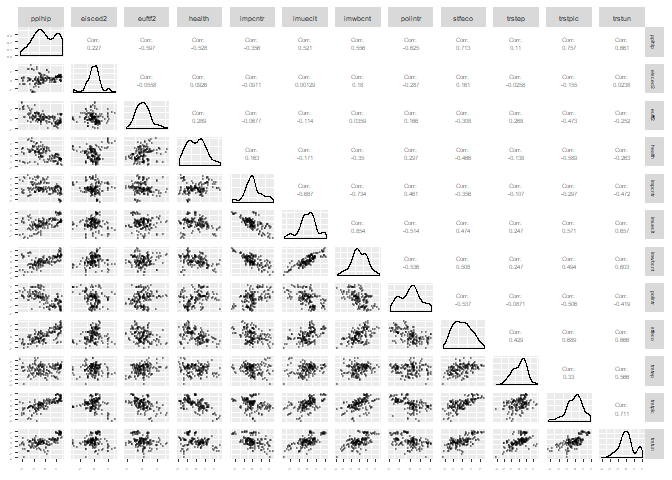 pplhlp eisced2 euftf2 health impcntr imueclt imwbcnt polintr stfeco trstep trstplc trstun
Corr. Corr. Corr. Corr. Corr. Corr. Corr. Corr. Corr. Corr. Corr.
0.227 -0.597 -0.528 -0.356 0.521 0.556 -0.625 0.713 0.11 0.757 0.661
Corr. Corr. Corr. Corr. Corr. Corr. Corr. Corr. Corr. Corr.
-0.0558 0.0926 -0.0911 0.00129 0.18 -0.287 0.161 -0.0258 -0.155 0.0238
Corr. Corr. Corr. Corr. Corr. Corr. Corr. Corr. Corr.
0.289 -0.0677 -0.114 0.0359 0.166 -0.308 0.268 -0.473 -0.252
Corr. Corr. Corr. Corr. Corr. Corr. Corr. Corr.
0.163 -0.171 -0.35 0.297 -0.466 -0.138 -0.589 -0.263
Corr. Corr. Corr. Corr. Corr. Corr. Corr.
-0.687 -0.734 0.461 -0.356 -0.107 -0.297 -0.472
Corr. Corr. Corr. Corr. Corr. Corr.
0.854 -0.514 0.474 0.247 0.571 0.657
Corr. Corr. Corr. Corr. Corr.
-0.536 0.508 0.247 0.494 0.603
Corr. Corr. Corr. Corr.
-0.537 -0.0871 -0.506 -0.419
Corr. Corr. Corr.
0.429 0.689 0.666
Corr. Corr.
0.33 0.566
Corr.
0.711